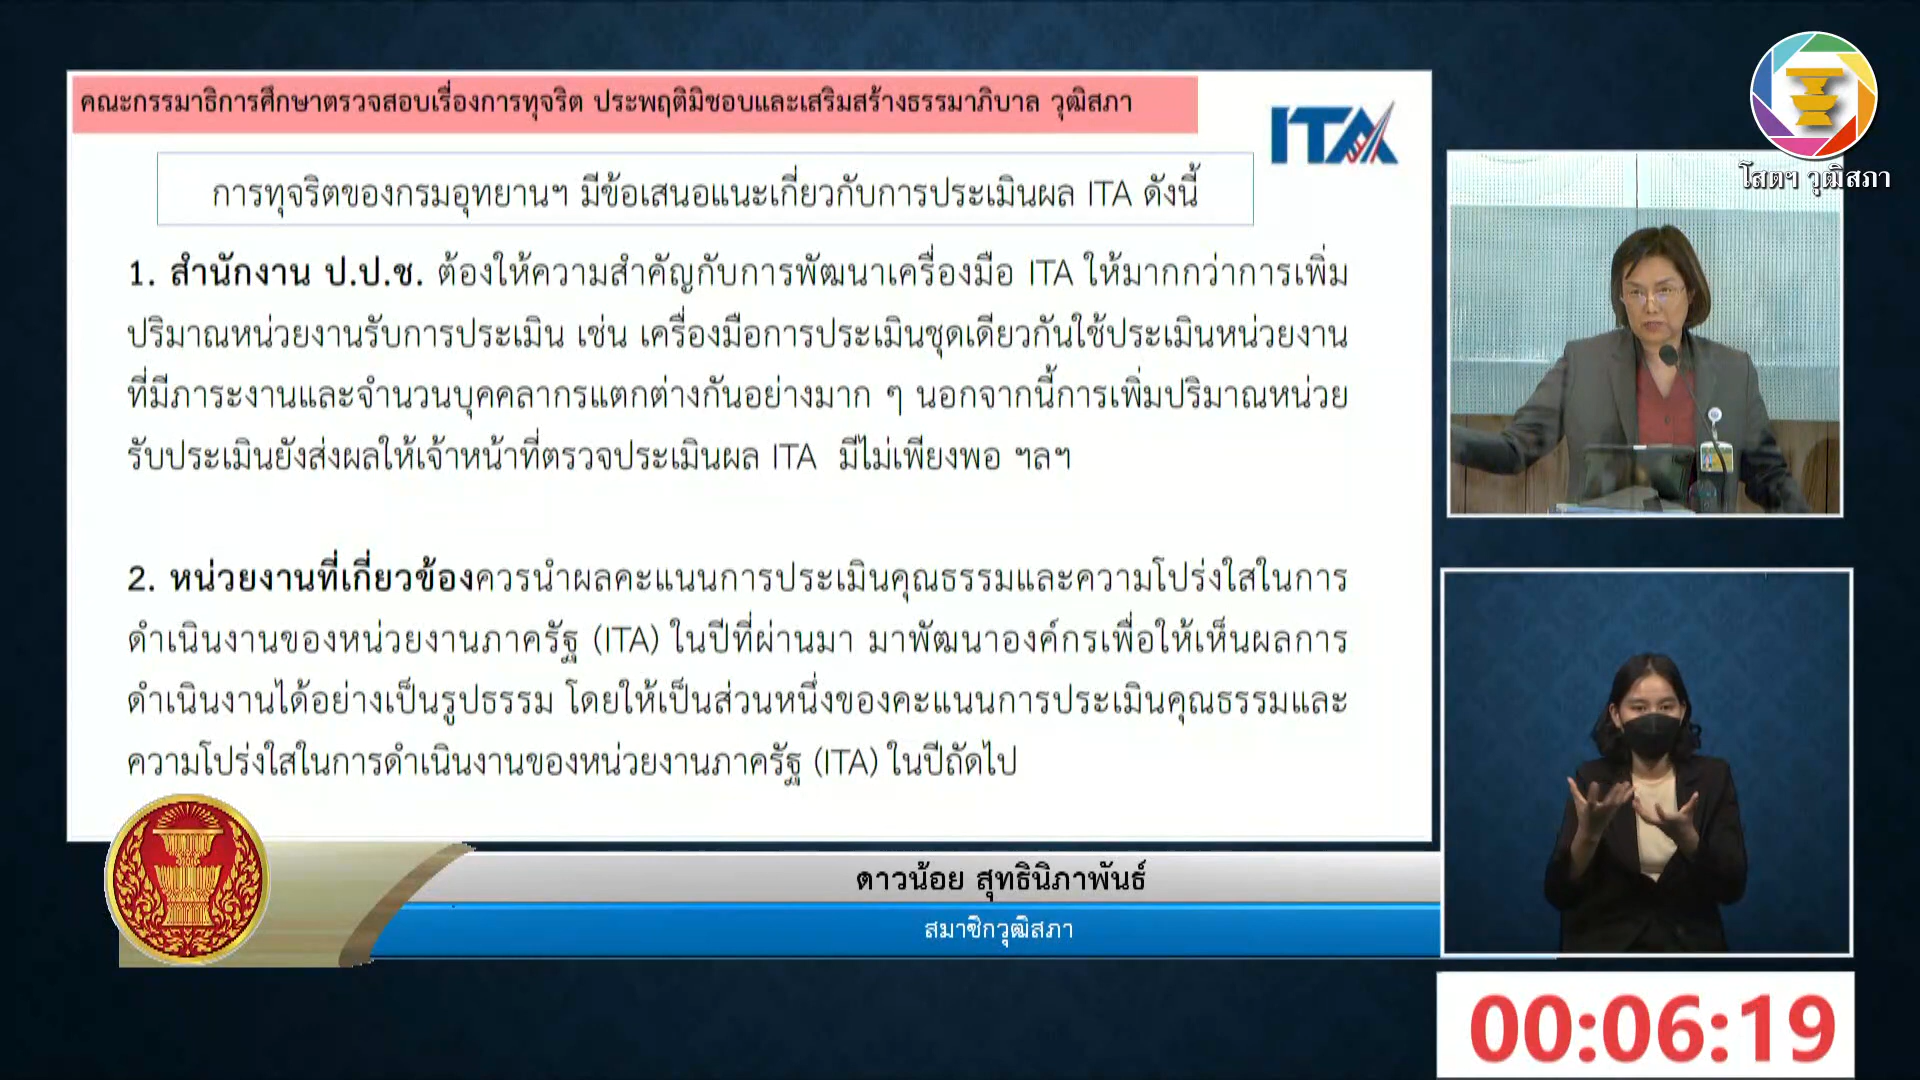 คณะกรรมาธิการศึกษาตรวจสอบเรื่องการทุจริต ประพฤติมิชอบและเสริมสร้างธรรมาภิบาล วุฒิสภา
ITA
โสตฯ วุฒิสภา
การทุจริตของกรมอุทยานฯ มีข้อเสนอแนะเกี่ยวกับการประเมินผล ITA ดังนี้
1. สำนักงาน ป.ป.ช. ต้องให้ความสำคัญกับการพัฒนาเครื่องมือ ITA ให้มากกว่าการเพิ่ม
ปริมาณหน่วยงานรับการประเมิน เช่น เครื่องมือการประเมินชุดเดียวกันใช้ประเมินหน่วยงาน
ที่มีภาระงานและจำนวนบุคคลากรแตกต่างกันอย่างมาก ๆ นอกจากนี้การเพิ่มปริมาณหน่วย
รับประเมินยังส่งผลให้เจ้าหน้าที่ตรวจประเมินผล ITA มีไม่เพียงพอ ฯลฯ
2. หน่วยงานที่เกี่ยวข้องควรนำผลคะแนนการประเมินคุณธรรมและความโปร่งใสในการ
ดำเนินงานของหน่วยงานภาครัฐ (ITA) ในปีที่ผ่านมา มาพัฒนาองค์กรเพื่อให้เห็นผลการ
ดำเนินงานได้อย่างเป็นรูปธรรม โดยให้เป็นส่วนหนึ่งของคะแนนการประเมินคุณธรรมและ
ความโปร่งใสในการดำเนินงานของหน่วยงานภาครัฐ (ITA) ในปีถัดไป
ดาวน้อย สุทธินิภาพันธ์
สมาชิกวุฒิสภา
00:06:19